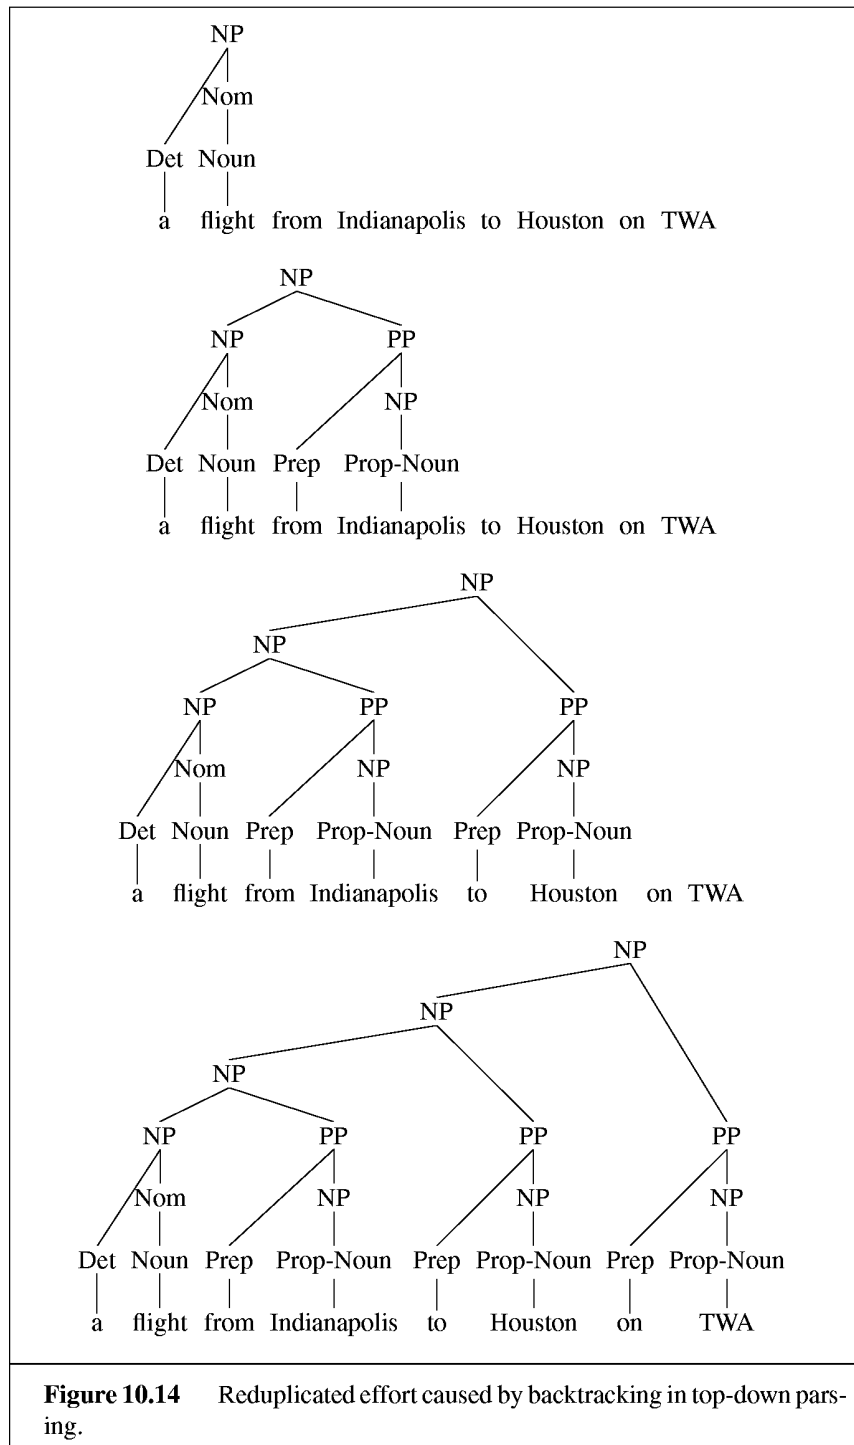 NP
Nom
Det Noun
a flight from Indianapolis to Houston on TWA
NP
NP PP
Nom NP
Det Noun Prep Prop-Noun
a flight from Indianapolis to Houston on TWA
NP
NP
NP PP PP
Nom NP NP
Det Noun Prep Prop-Noun Prep Prop-Noun
a flight from Indianapolis to Houston on TWA
NP
NP
NP
NP PP PP PP
Nom NP NP NP
Det Noun Prep Prop-Noun Prep Prop-Noun Prep Prop-Noun
a flight from Indianapolis to Houston on TWA
Figure 10.14 Reduplicated effort caused by backtracking in top-down pars-
ing.